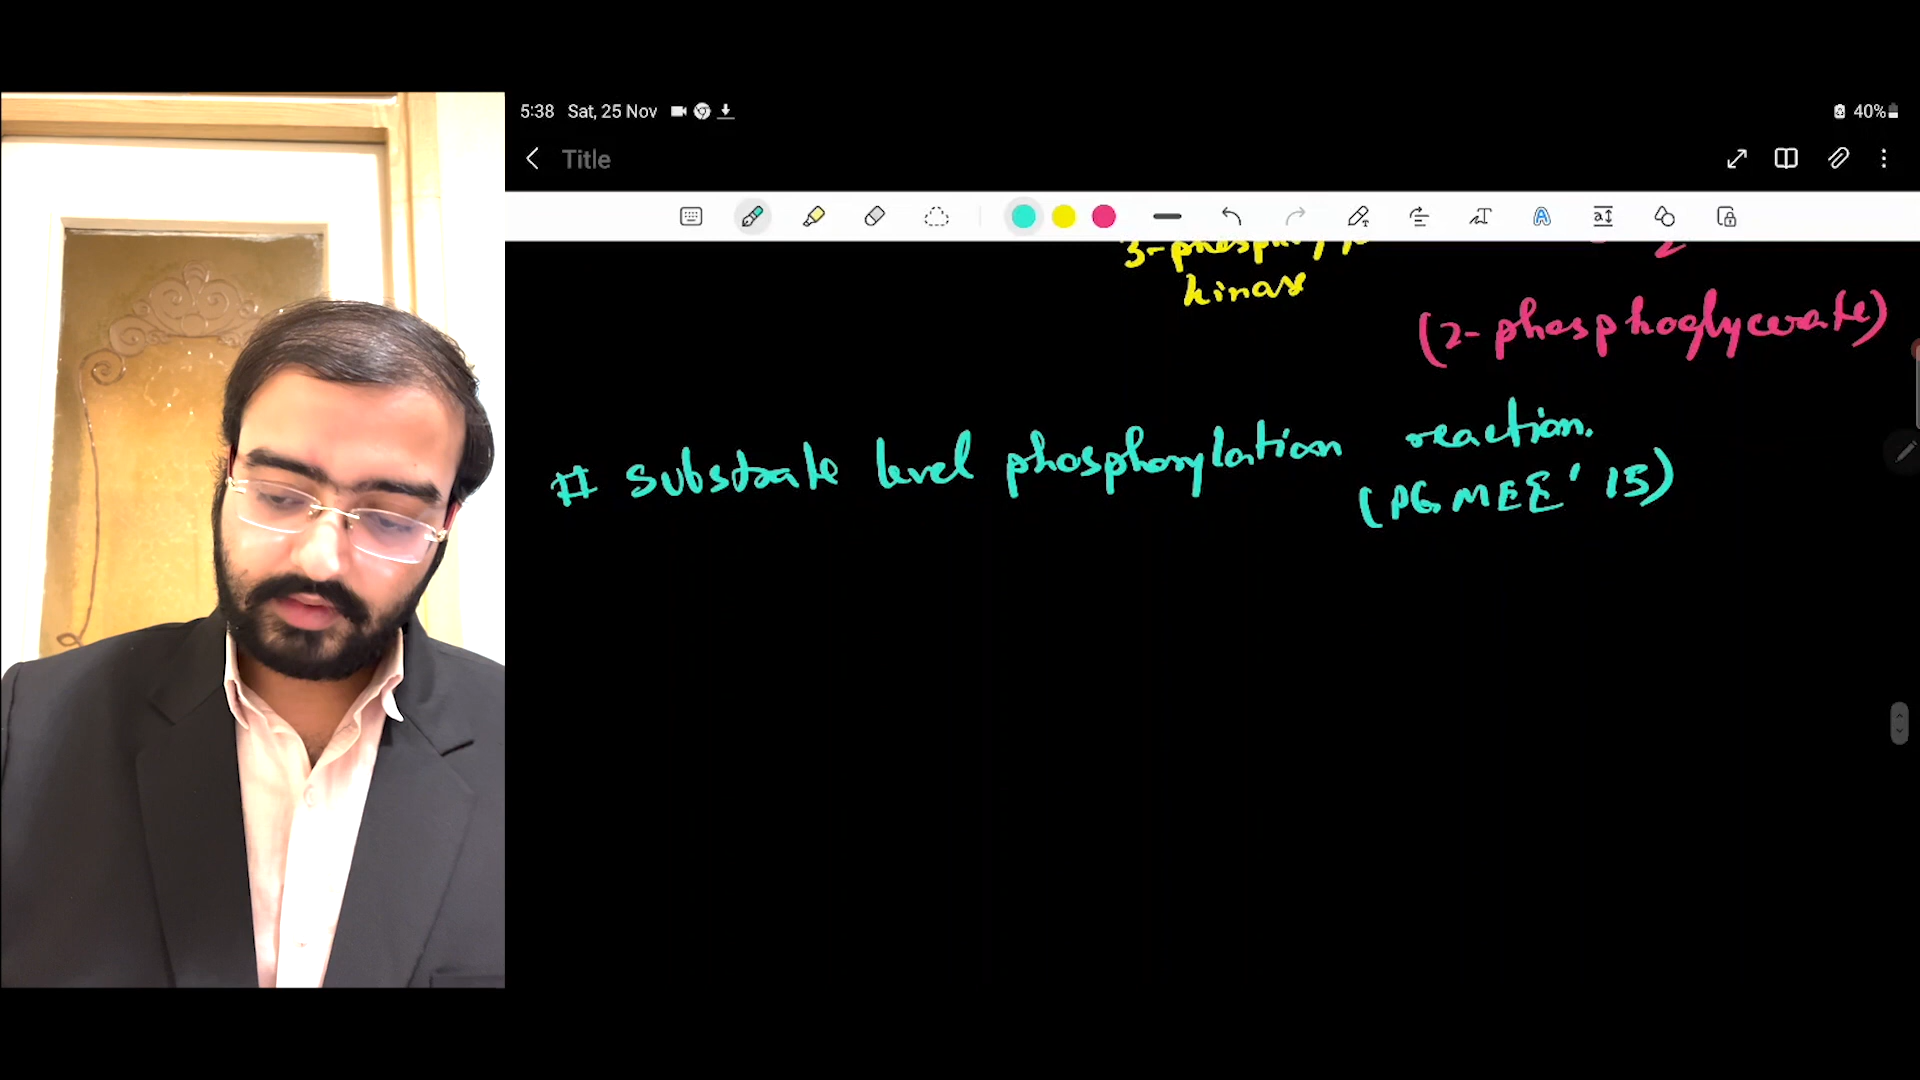 5:38 Sat, 25 Nov
40%
Title
kinase
(2-phosphoglycerate)
# substrate level phosphorylation reaction.
(PGMEE'15)